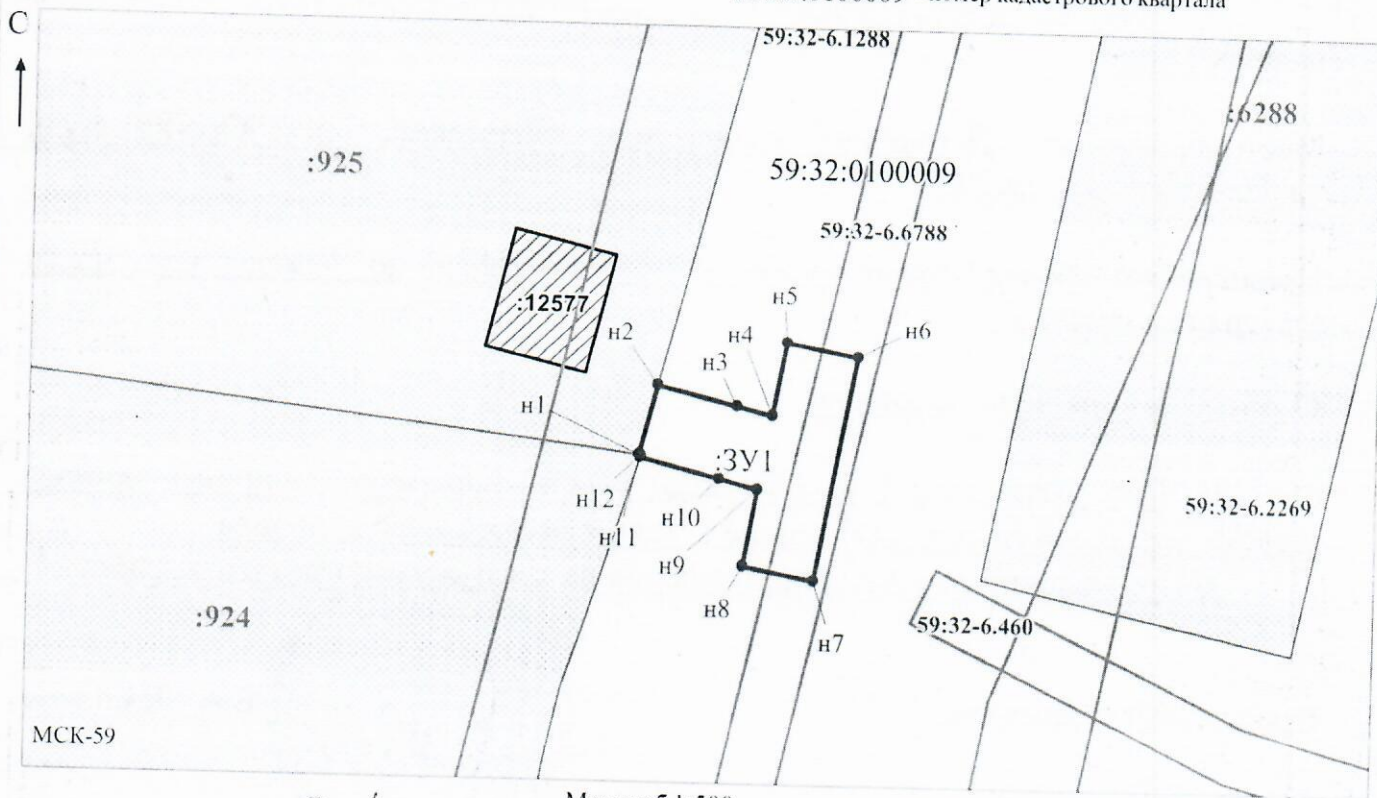 номер кадастрового квартала
С
59:32-6.1288
:6288
:925
59:32:0100009
59:32-6.6788
:12577
н5
н6
н2
н4
н3
н1
:ЗУ1
н12
н10
59:32-6.2269
н11
н9
н8
:924
59:32-6.460
н7
МСК-59